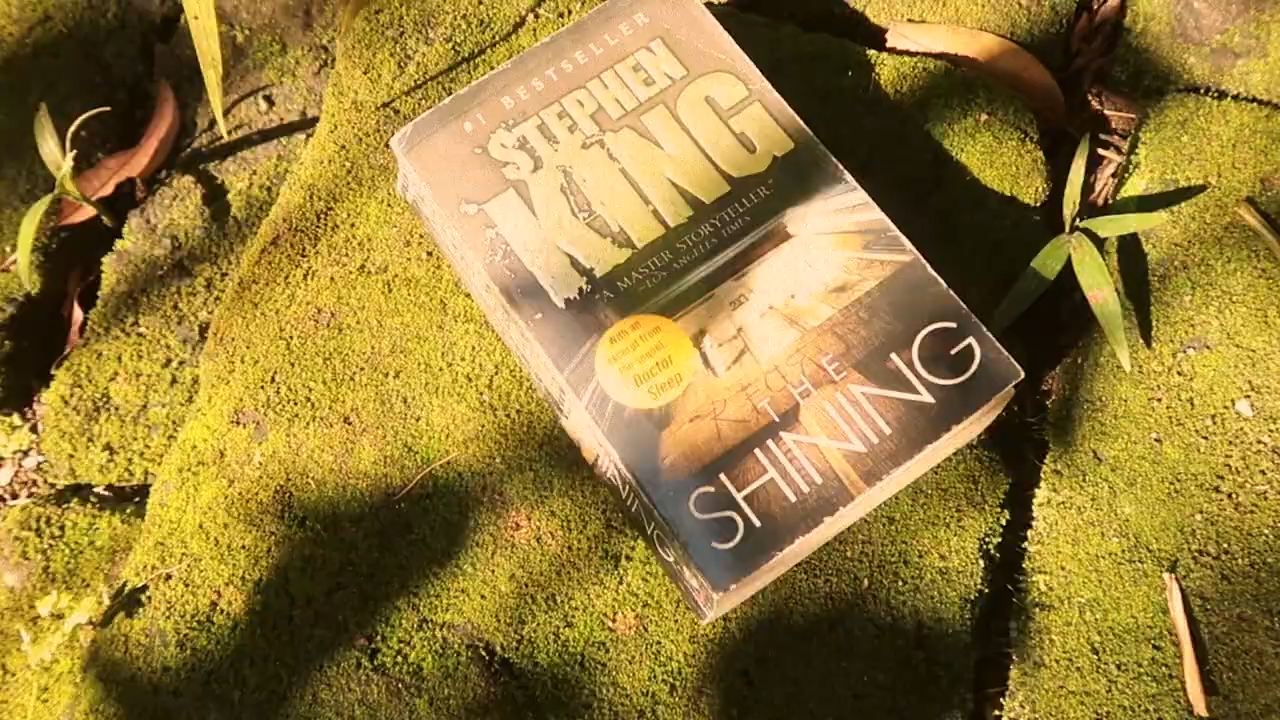 #1 BESTSELLER
STEPHEN
KING
"A MASTER STORYTELLER."
—LOS ANGELES TIMES
217
With an
excerpt from
the sequel
Doctor
Sleep
THE
SHINING